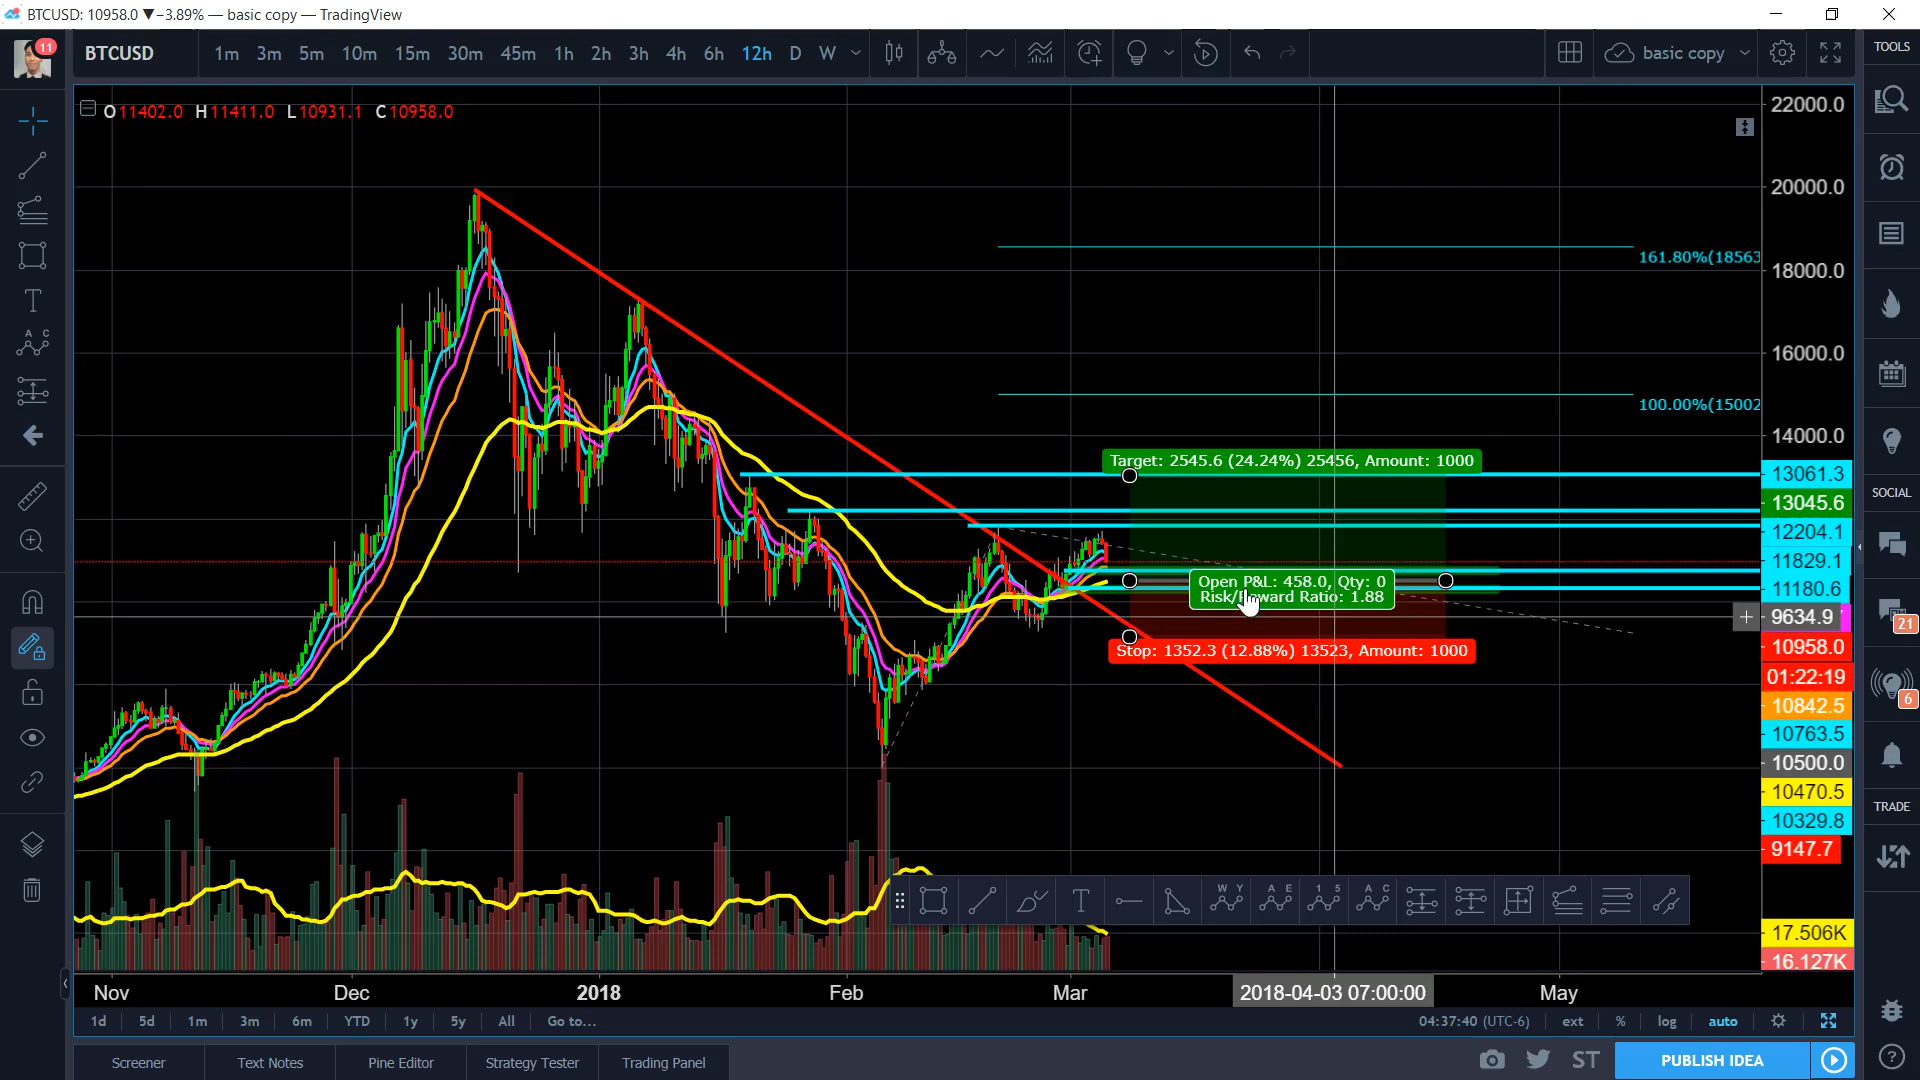 BTCUSD: 10958.0 ▼−3.89% — basic copy — TradingView
11
BTCUSD 1m 3m 5m 10m 15m 30m 45m 1h 2h 3h 4h 6h 12h D W basic copy
TOOLS
O11402.0 H11411.0 L10931.1 C10958.0
22000.0
20000.0
18000.0
16000.0
14000.0
161.80%(18563
100.00%(15002
Target: 2545.6 (24.24%) 25456, Amount: 1000
Open P&L: 458.0, Qty: 0
Risk/Reward Ratio: 1.88
Stop: 1352.3 (12.88%) 13523, Amount: 1000
13061.3
13045.6
12204.1
11829.1
11180.6
9634.9
10958.0
01:22:19
10842.5
10763.5
10500.0
10470.5
10329.8
9147.7
17.506K
16.127K
SOCIAL
21
6
TRADE
W Y
A E
1 5
A C
A C
Nov Dec 2018 Feb Mar 2018-04-03 07:00:00 May
1d 5d 1m 3m 6m YTD 1y 5y All Go to... 04:37:40 (UTC-6) ext % log auto
Screener Text Notes Pine Editor Strategy Tester Trading Panel ST PUBLISH IDEA